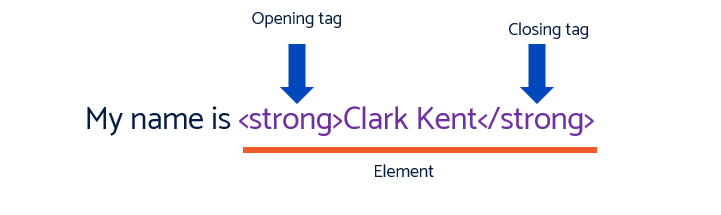 Opening tag
Closing tag
My name is <strong>Clark Kent</strong>
Element